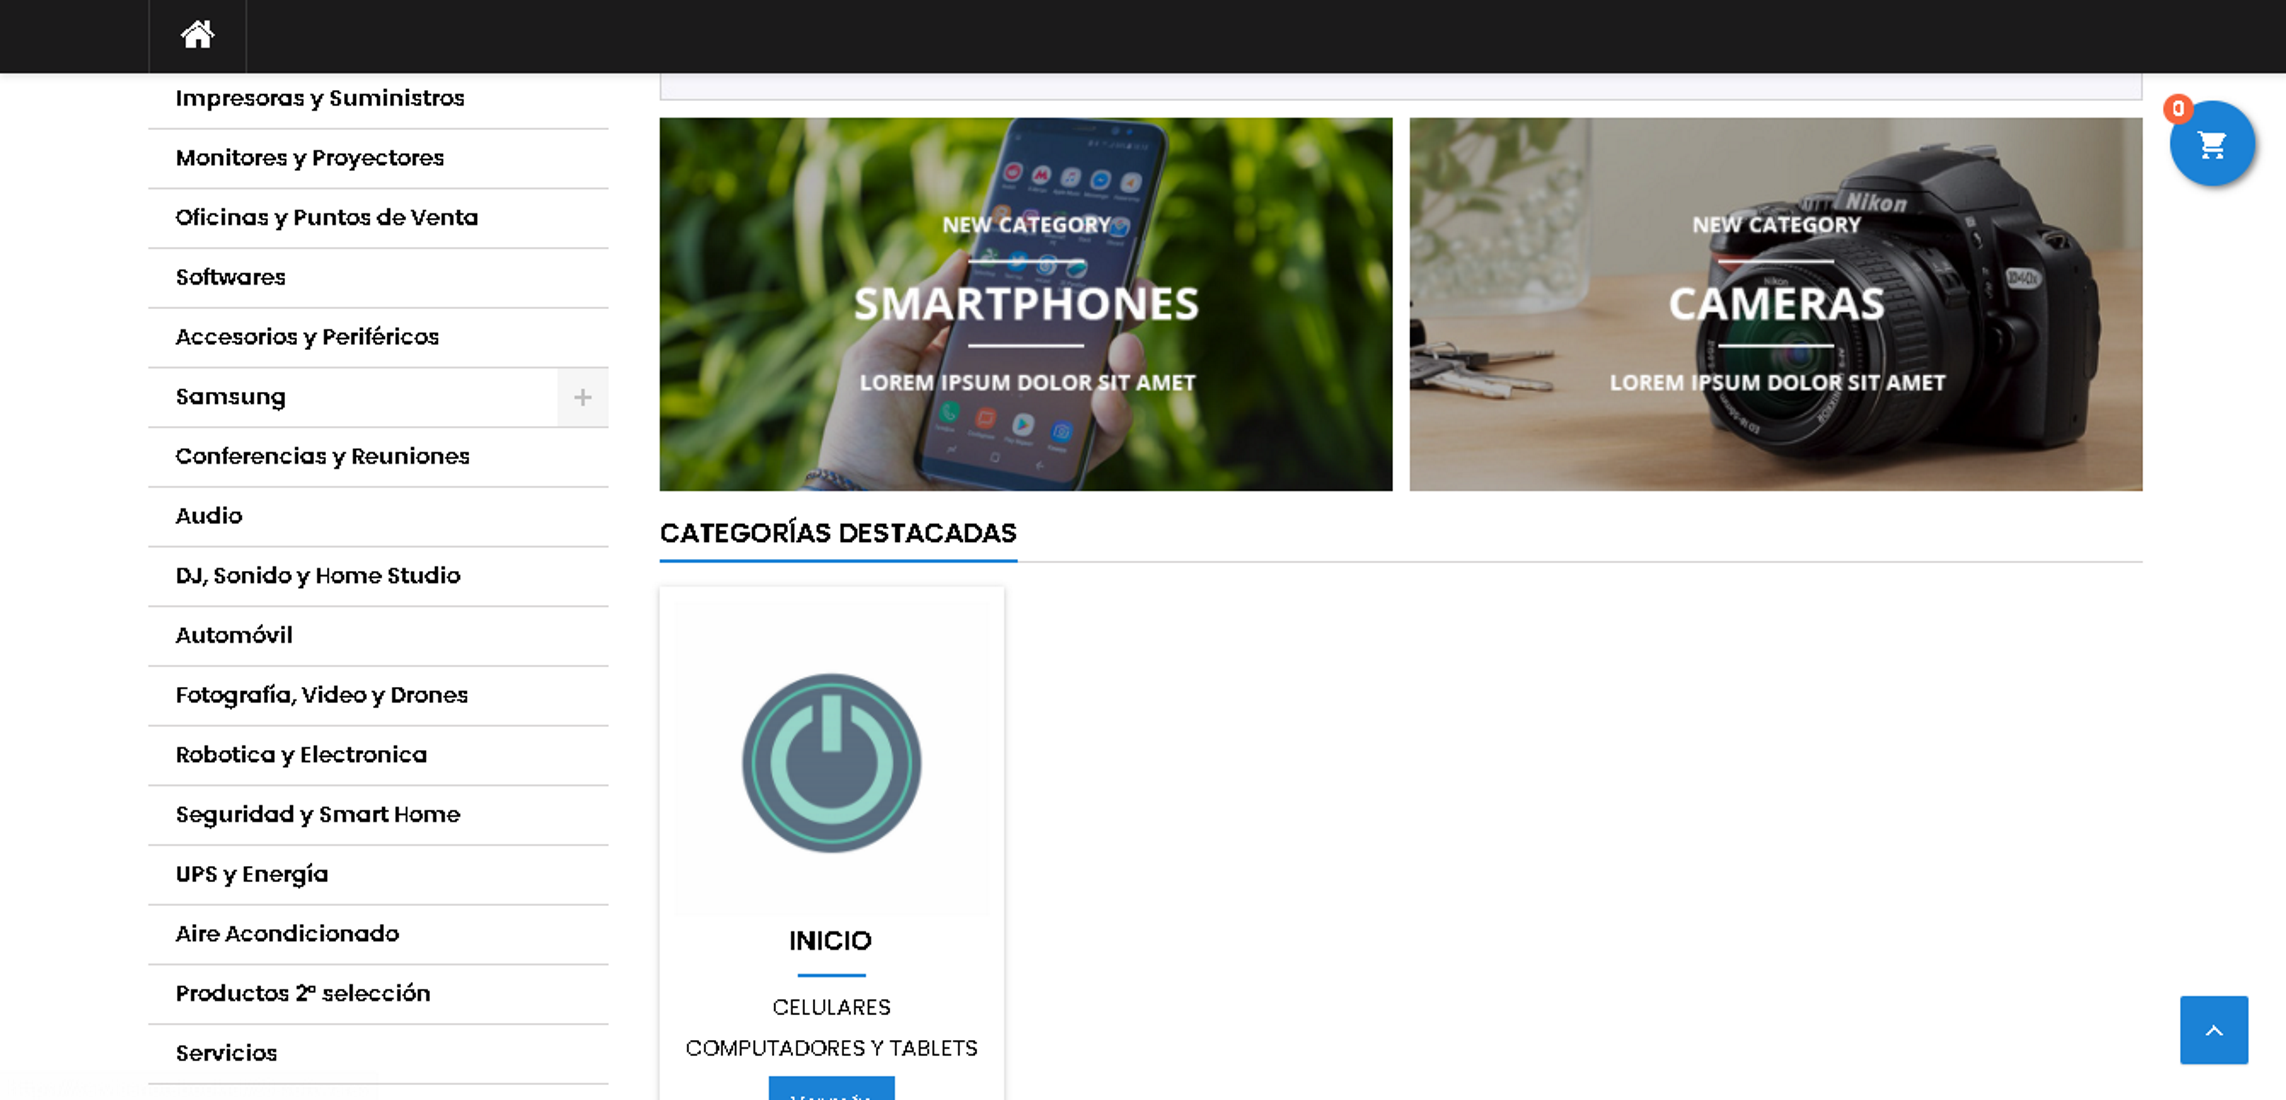 Impresoras y Suministros
Monitores y Proyectores
Oficinas y Puntos de Venta
Softwares
Accesorios y Periféricos
Samsung
Conferencias y Reuniones
Audio
DJ, Sonido y Home Studio
Automóvil
Fotografía, Video y Drones
Robotica y Electronica
Seguridad y Smart Home
UPS y Energía
Aire Acondicionado
Productos 2ª selección
Servicios
0
NEW CATEGORY
SMARTPHONES
LOREM IPSUM DOLOR SIT AMET
NEW CATEGORY
CAMERAS
LOREM IPSUM DOLOR SIT AMET
Nikon
Nikon
CATEGORÍAS DESTACADAS
INICIO
CELULARES
COMPUTADORES Y TABLETS